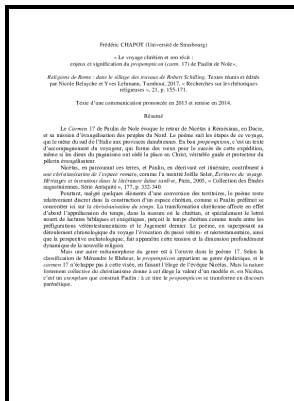 Frédéric CHAPOT (Université de Strasbourg)
« Le voyage chrétien et son récit :
enjeux et signification du propempticon (carm. 17) de Paulin de Nole»,
Religions de Rome : dans le sillage des travaux de Robert Schilling. Textes réunis et édités
par Nicole Belayche et Yves Lehmann, Turnhout, 2017, « Recherches sur les rhétoriques
religieuses », 21, p. 155-171.
Texte d'une communication prononcée en 2013 et remise en 2014.
Résumé
Le Carmen 17 de Paulin de Nole évoque le retour de Nicétas à Rémésiana, en Dacie,
et sa mission d'évangélisation des peuples du Nord. Le poème suit les étapes de ce voyage,
qui le mène du sud de l'Italie aux provinces danubiennes. En bon propempticon, c'est un texte
d'accompagnement du voyageur, qui forme des vœux pour le succès de cette expédition,
même si les dieux du paganisme ont cédé la place au Christ, véritable guide et protecteur du
pèlerin évangélisateur.
Nicétas, en parcourant ces terres, et Paulin, en dérivant cet itinéraire, contribuent à
une christianisation de l'espace romain, comme l'a montré Joëlle Soler, Écritures du voyage.
Héritages et inventions dans la littérature latine tardive, Paris, 2005, « Collection des Études
augustiniennes, Série Antiquité », 177, p. 332-340.
Pourtant, malgré quelques éléments d'une conversion des territoires, le poème reste
relativement discret dans la construction d'un espace chrétien, comme si Paulin préférait se
concentrer ici sur la christianisation du temps. La transformation chrétienne affecte en effet
d'abord l'appréhension du temps, dans la mesure où le chrétien, et spécialement le lettré
nourri de lectures bibliques et exégétiques, perçoit le temps chrétien comme tendu entre les
préfigurations vétérotestamentaires et le Jugement dernier. Le poème, en superposant au
déroulement chronologique du voyage l'évocation du passé vétéro- et néotestamentaire, ainsi
que la perspective eschatologique, fait apparaître cette tension et la dimension profondément
dynamique de la nouvelle religion.
Mais une autre métamorphose du genre est à l'œuvre dans le poème 17. Selon la
classification de Ménandre le Rhéteur, le propempticon appartient au genre épidictique, et le
carmen 17 n'échappe pas à cette visée, en faisant l'éloge de l'évêque Nicétas. Mais la nature
fortement collective du christianisme donne à cet éloge la valeur d'un modèle et, en Nicétas,
c'est un exemplum que construit Paulin : à ce titre le propempticon se transforme en discours
parénétique.